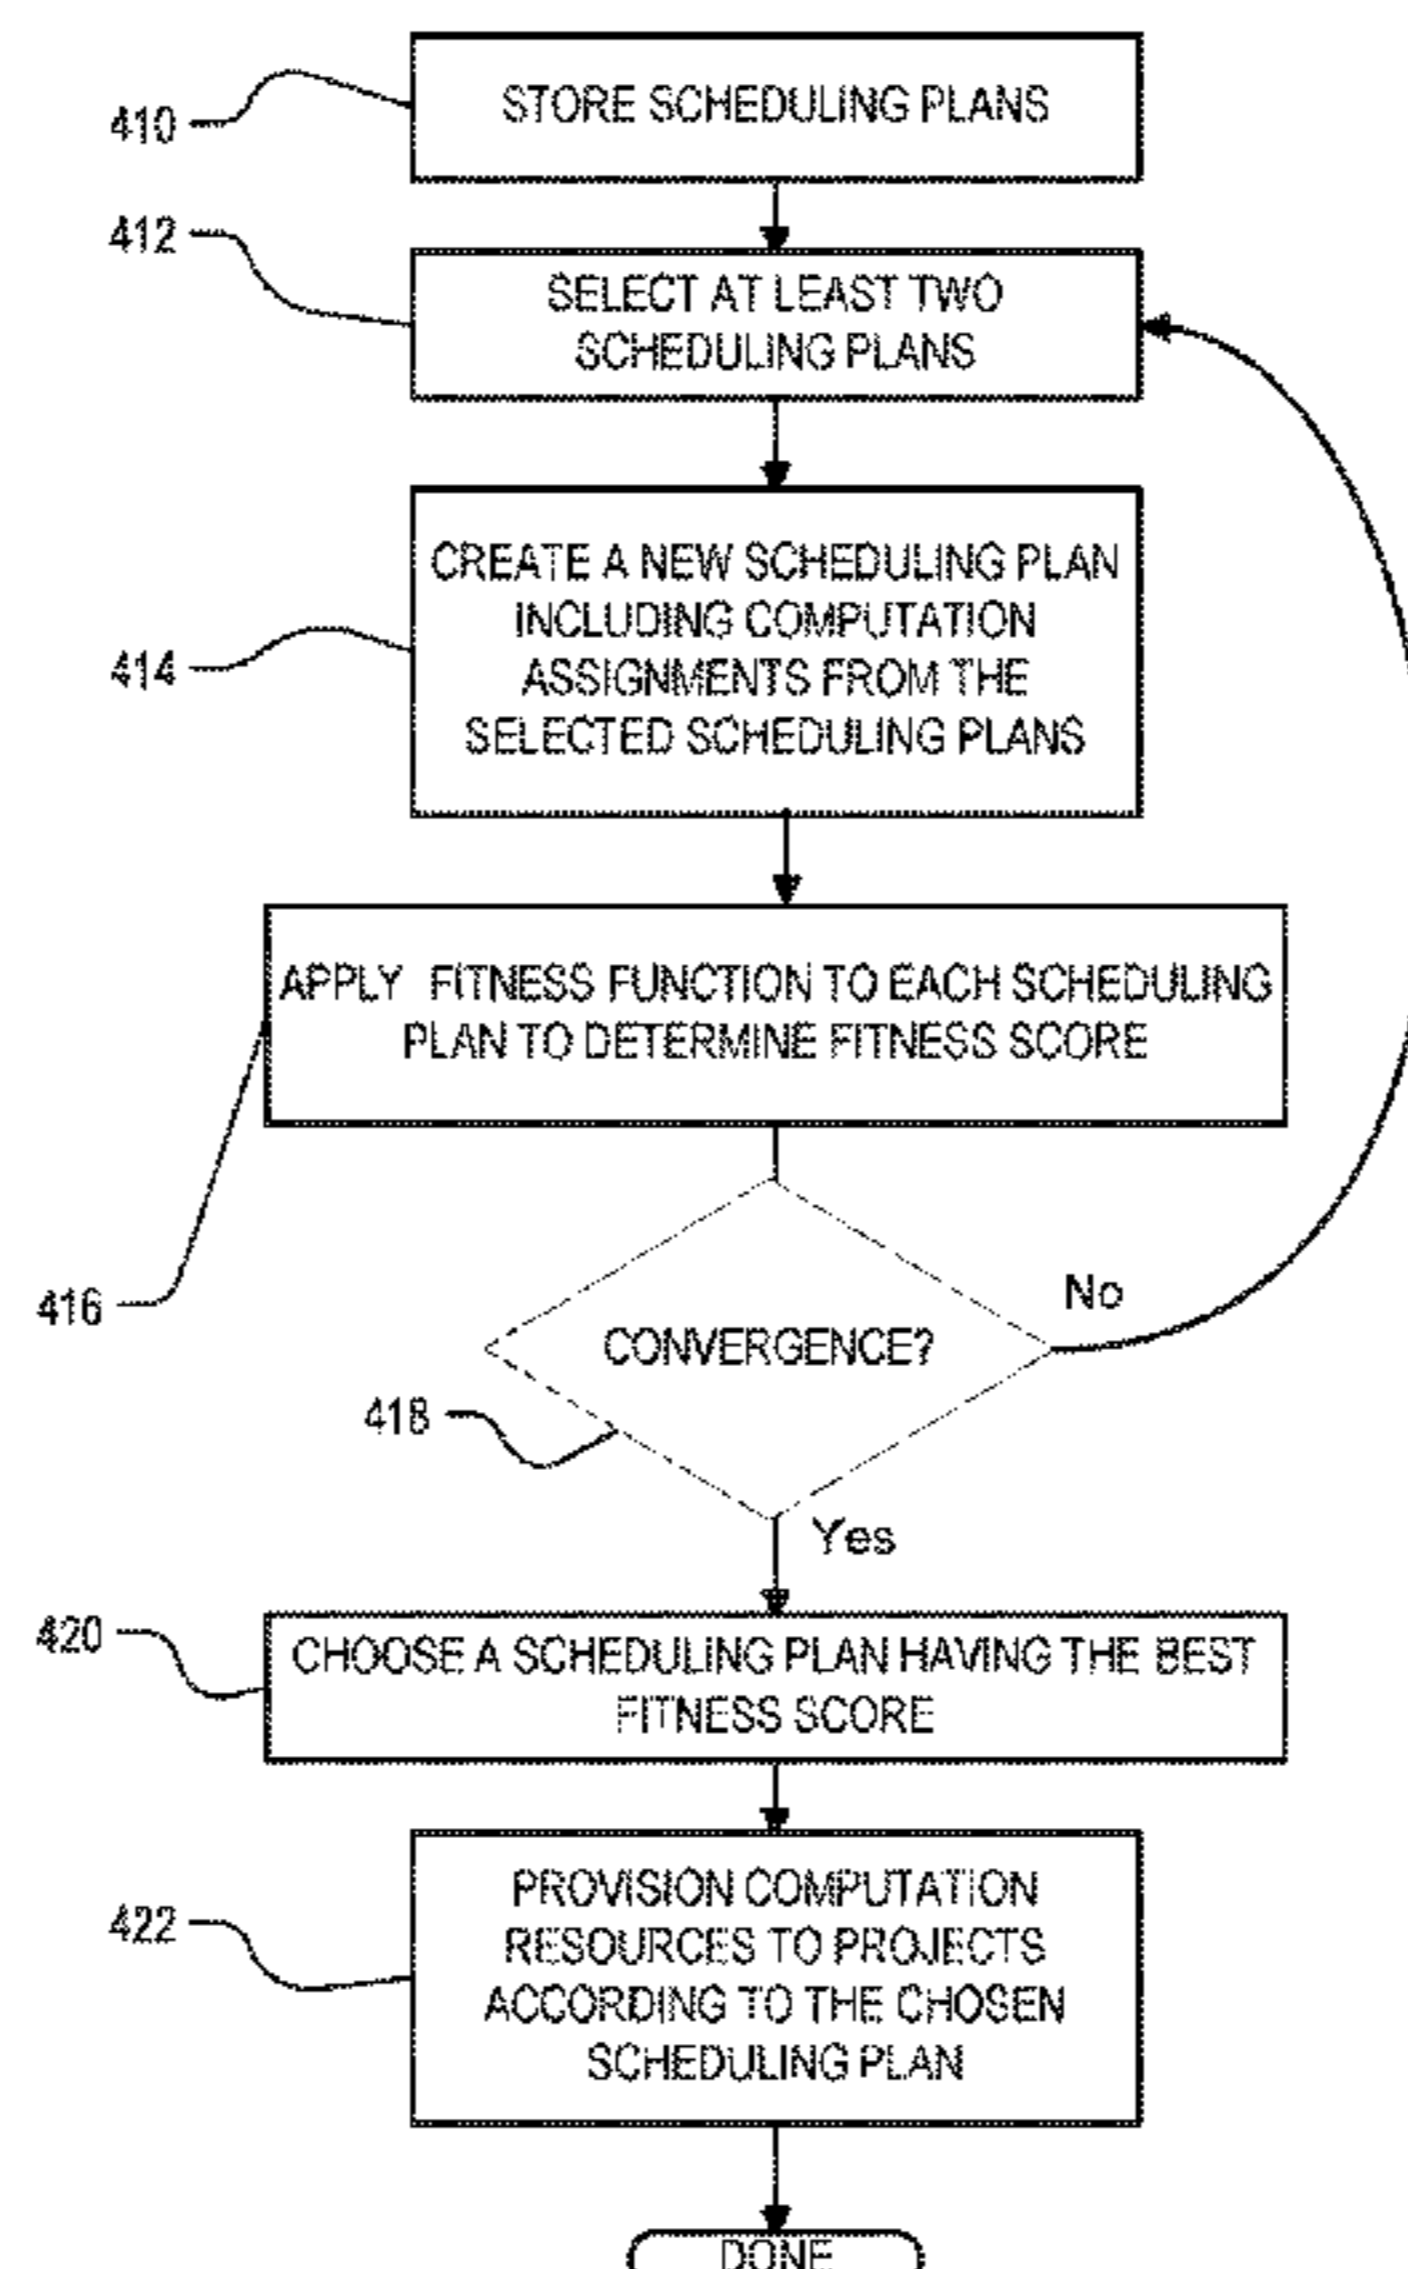 410
STORE SCHEDULING PLANS
412
SELECT AT LEAST TWO
SCHEDULING PLANS
414
CREATE A NEW SCHEDULING PLAN
INCLUDING COMPUTATION
ASSIGNMENTS FROM THE
SELECTED SCHEDULING PLANS
416
APPLY FITNESS FUNCTION TO EACH SCHEDULING
PLAN TO DETERMINE FITNESS SCORE
418
CONVERGENCE?
No
Yes
420
CHOOSE A SCHEDULING PLAN HAVING THE BEST
FITNESS SCORE
422
PROVISION COMPUTATION
RESOURCES TO PROJECTS
ACCORDING TO THE CHOSEN
SCHEDULING PLAN
DONE